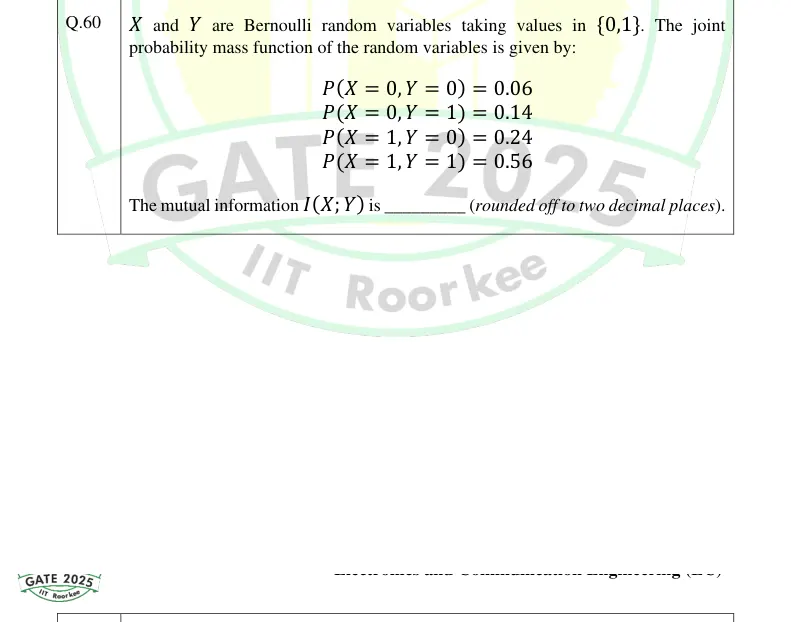 Q.60 X and Y are Bernoulli random variables taking values in {0,1}. The joint
probability mass function of the random variables is given by:
P(X = 0, Y = 0) = 0.06
P(X = 0, Y = 1) = 0.14
P(X = 1, Y = 0) = 0.24
P(X = 1, Y = 1) = 0.56
GATE 2025
The mutual information I(X; Y) is _________ (rounded off to two decimal places).
IIT Roorkee
GATE 2025
IIT Roorkee